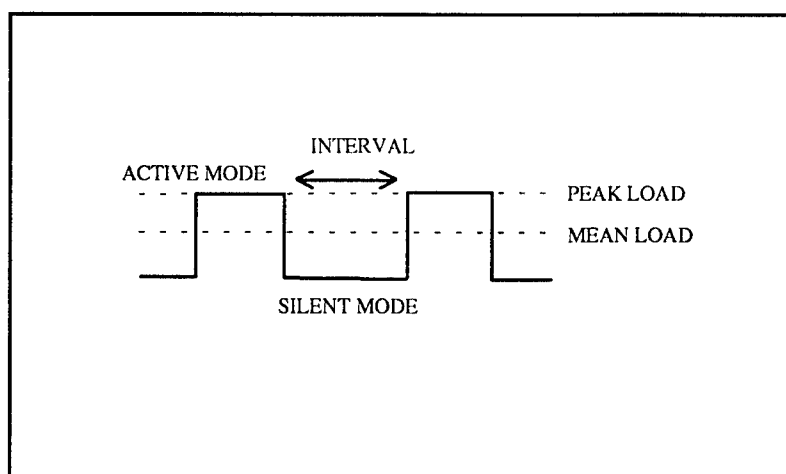 INTERVAL
ACTIVE MODE
PEAK LOAD
MEAN LOAD
SILENT MODE